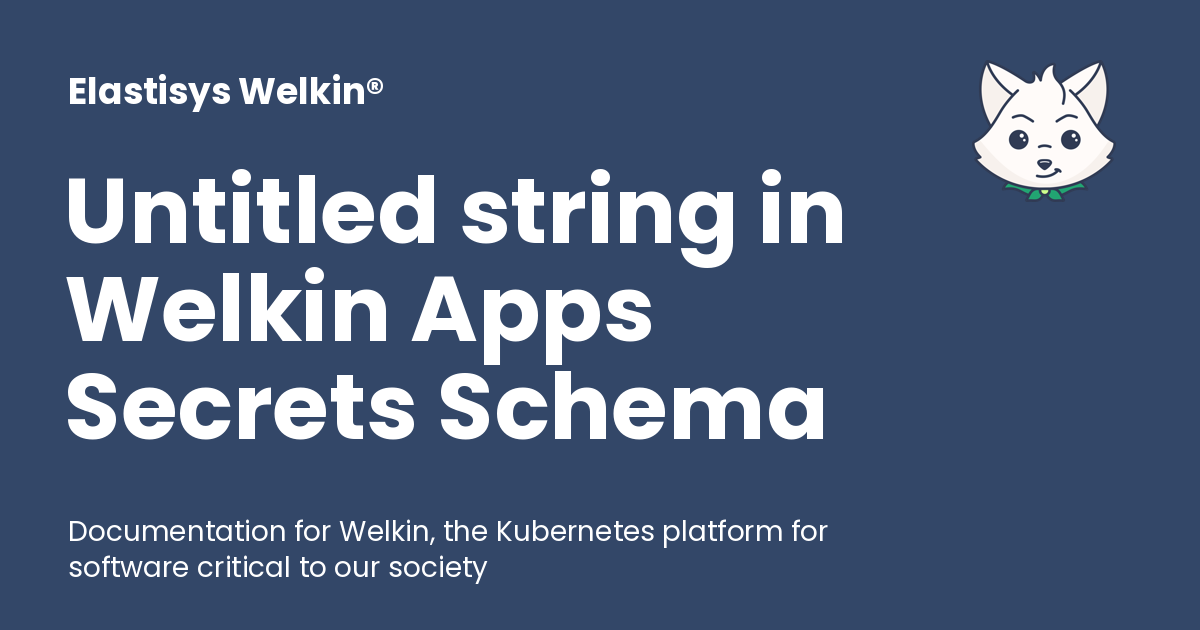 Elastisys Welkin®
Untitled string in
Welkin Apps
Secrets Schema
Documentation for Welkin, the Kubernetes platform for
software critical to our society